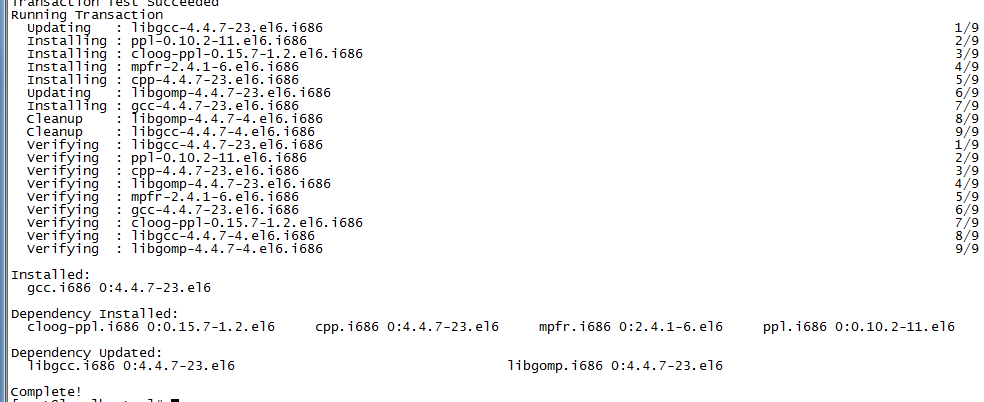 Transaction Test Succeeded
Running Transaction
  Updating   : libgcc-4.4.7-23.el6.i686 1/9
  Installing : ppl-0.10.2-11.el6.i686 2/9
  Installing : cloog-ppl-0.15.7-1.2.el6.i686 3/9
  Installing : mpfr-2.4.1-6.el6.i686 4/9
  Installing : cpp-4.4.7-23.el6.i686 5/9
  Updating   : libgomp-4.4.7-23.el6.i686 6/9
  Installing : gcc-4.4.7-23.el6.i686 7/9
  Cleanup    : libgomp-4.4.7-4.el6.i686 8/9
  Cleanup    : libgcc-4.4.7-4.el6.i686 9/9
  Verifying  : libgcc-4.4.7-23.el6.i686 1/9
  Verifying  : ppl-0.10.2-11.el6.i686 2/9
  Verifying  : cpp-4.4.7-23.el6.i686 3/9
  Verifying  : libgomp-4.4.7-23.el6.i686 4/9
  Verifying  : mpfr-2.4.1-6.el6.i686 5/9
  Verifying  : gcc-4.4.7-23.el6.i686 6/9
  Verifying  : cloog-ppl-0.15.7-1.2.el6.i686 7/9
  Verifying  : libgcc-4.4.7-4.el6.i686 8/9
  Verifying  : libgomp-4.4.7-4.el6.i686 9/9
Installed:
  gcc.i686 0:4.4.7-23.el6
Dependency Installed:
  cloog-ppl.i686 0:0.15.7-1.2.el6     cpp.i686 0:4.4.7-23.el6     mpfr.i686 0:2.4.1-6.el6     ppl.i686 0:0.10.2-11.el6
Dependency Updated:
  libgcc.i686 0:4.4.7-23.el6     libgomp.i686 0:4.4.7-23.el6
Complete!